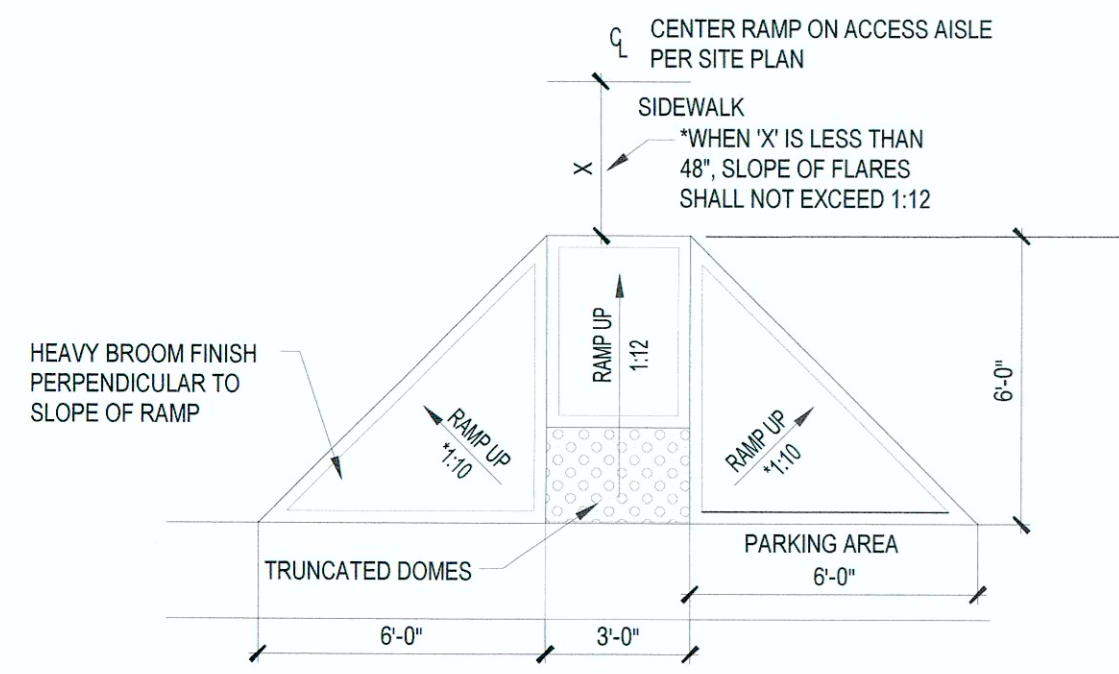 ℄ CENTER RAMP ON ACCESS AISLE
PER SITE PLAN
SIDEWALK
*WHEN 'X' IS LESS THAN
48", SLOPE OF FLARES
SHALL NOT EXCEED 1:12
X
HEAVY BROOM FINISH
PERPENDICULAR TO
SLOPE OF RAMP
RAMP UP
*1:10
RAMP UP
1:12
RAMP UP
*1:10
6'-0"
TRUNCATED DOMES
PARKING AREA
6'-0"
6'-0"
3'-0"